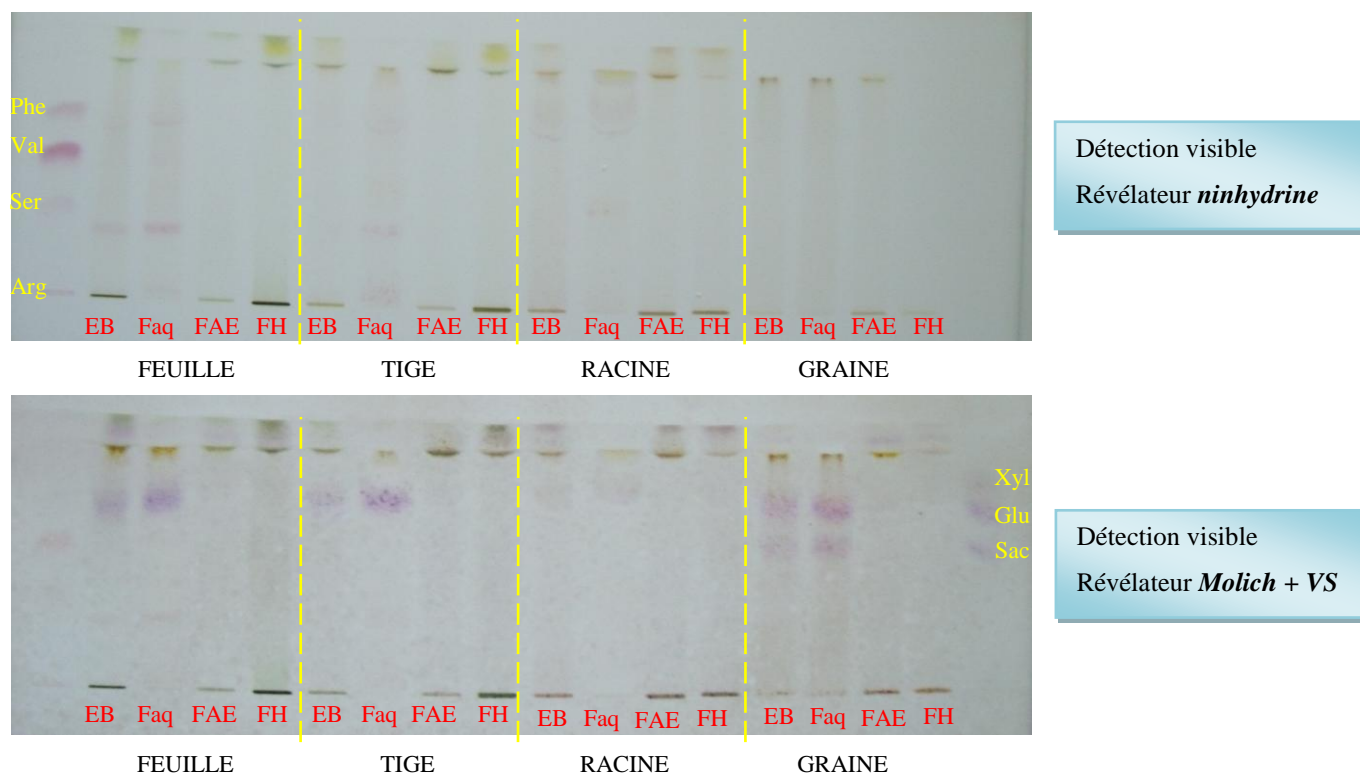 Phe
Val
Ser
Arg
EB Faq FAE FH EB Faq FAE FH EB Faq FAE FH EB Faq FAE FH
FEUILLE TIGE RACINE GRAINE
Détection visible
Révélateur ninhydrine
Xyl
Glu
Sac
EB Faq FAE FH EB Faq FAE FH EB Faq FAE FH EB Faq FAE FH
FEUILLE TIGE RACINE GRAINE
Détection visible
Révélateur Molich + VS